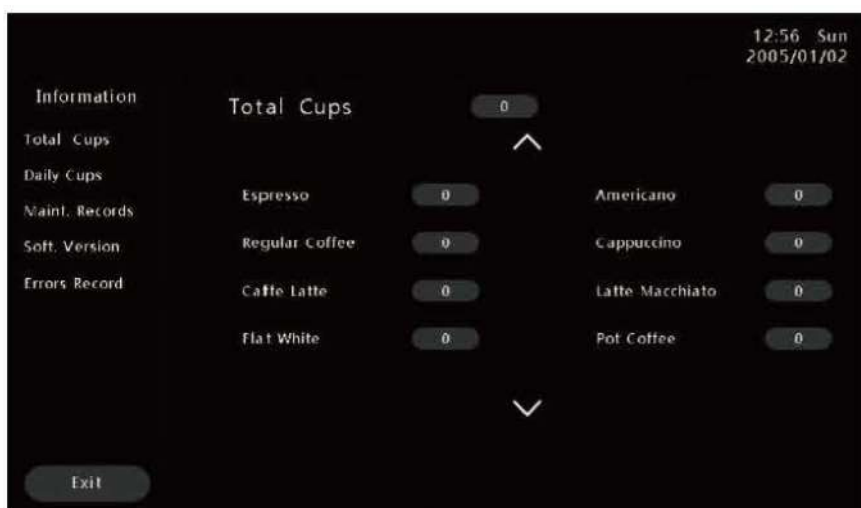 12:56 Sun
2005/01/02
Information
Total Cups
Daily Cups
Maint. Records
Soft. Version
Errors Record
Exit
Total Cups 0
Espresso 0 Americano 0
Regular Coffee 0 Cappuccino 0
Caffe Latte 0 Latte Macchiato 0
Flat White 0 Pot Coffee 0